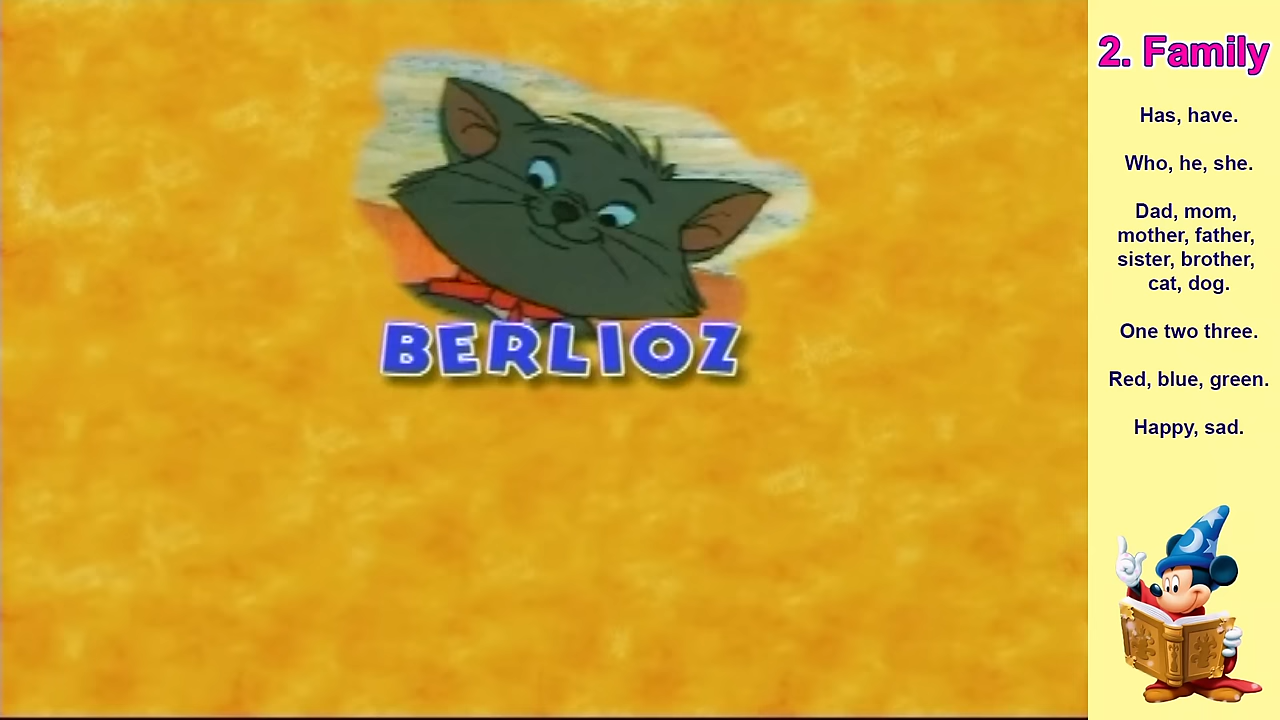 BERLIOZ
2. Family
Has, have.
Who, he, she.
Dad, mom,
mother, father,
sister, brother,
cat, dog.
One two three.
Red, blue, green.
Happy, sad.